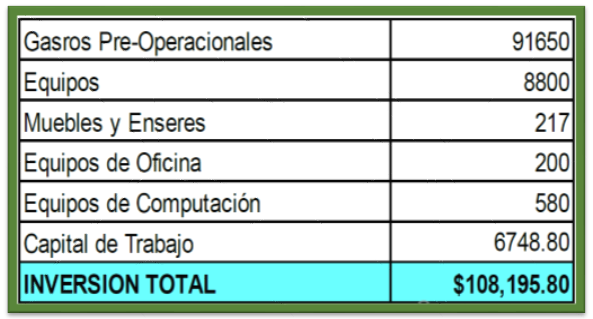 Gasros Pre-Operacionales 91650
Equipos 8800
Muebles y Enseres 217
Equipos de Oficina 200
Equipos de Computación 580
Capital de Trabajo 6748.80
INVERSION TOTAL $108,195.80